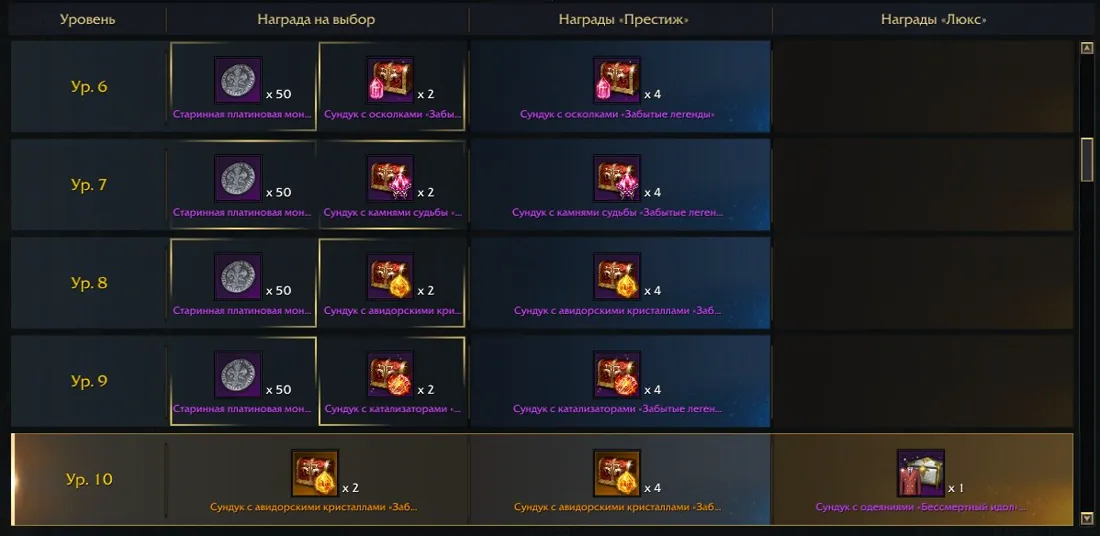 Уровень
Награда на выбор
Награды «Престиж»
Награды «Люкс»
Ур. 6
x 50
Старинная платиновая мон...
x 2
Сундук с осколками «Забы...
x 4
Сундук с осколками «Забытые легенды»
Ур. 7
x 50
Старинная платиновая мон...
x 2
Сундук с камнями судьбы «...
x 4
Сундук с камнями судьбы «Забытые леген...
Ур. 8
x 50
Старинная платиновая мон...
x 2
Сундук с авидорскими кри...
x 4
Сундук с авидорскими кристаллами «Заб...
Ур. 9
x 50
Старинная платиновая мон...
x 2
Сундук с катализаторами «...
x 4
Сундук с катализаторами «Забытые леген...
Ур. 10
x 2
Сундук с авидорскими кристаллами «Заб...
x 4
Сундук с авидорскими кристаллами «Заб...
x 1
Сундук с одеяниями «Бессмертный идол»...